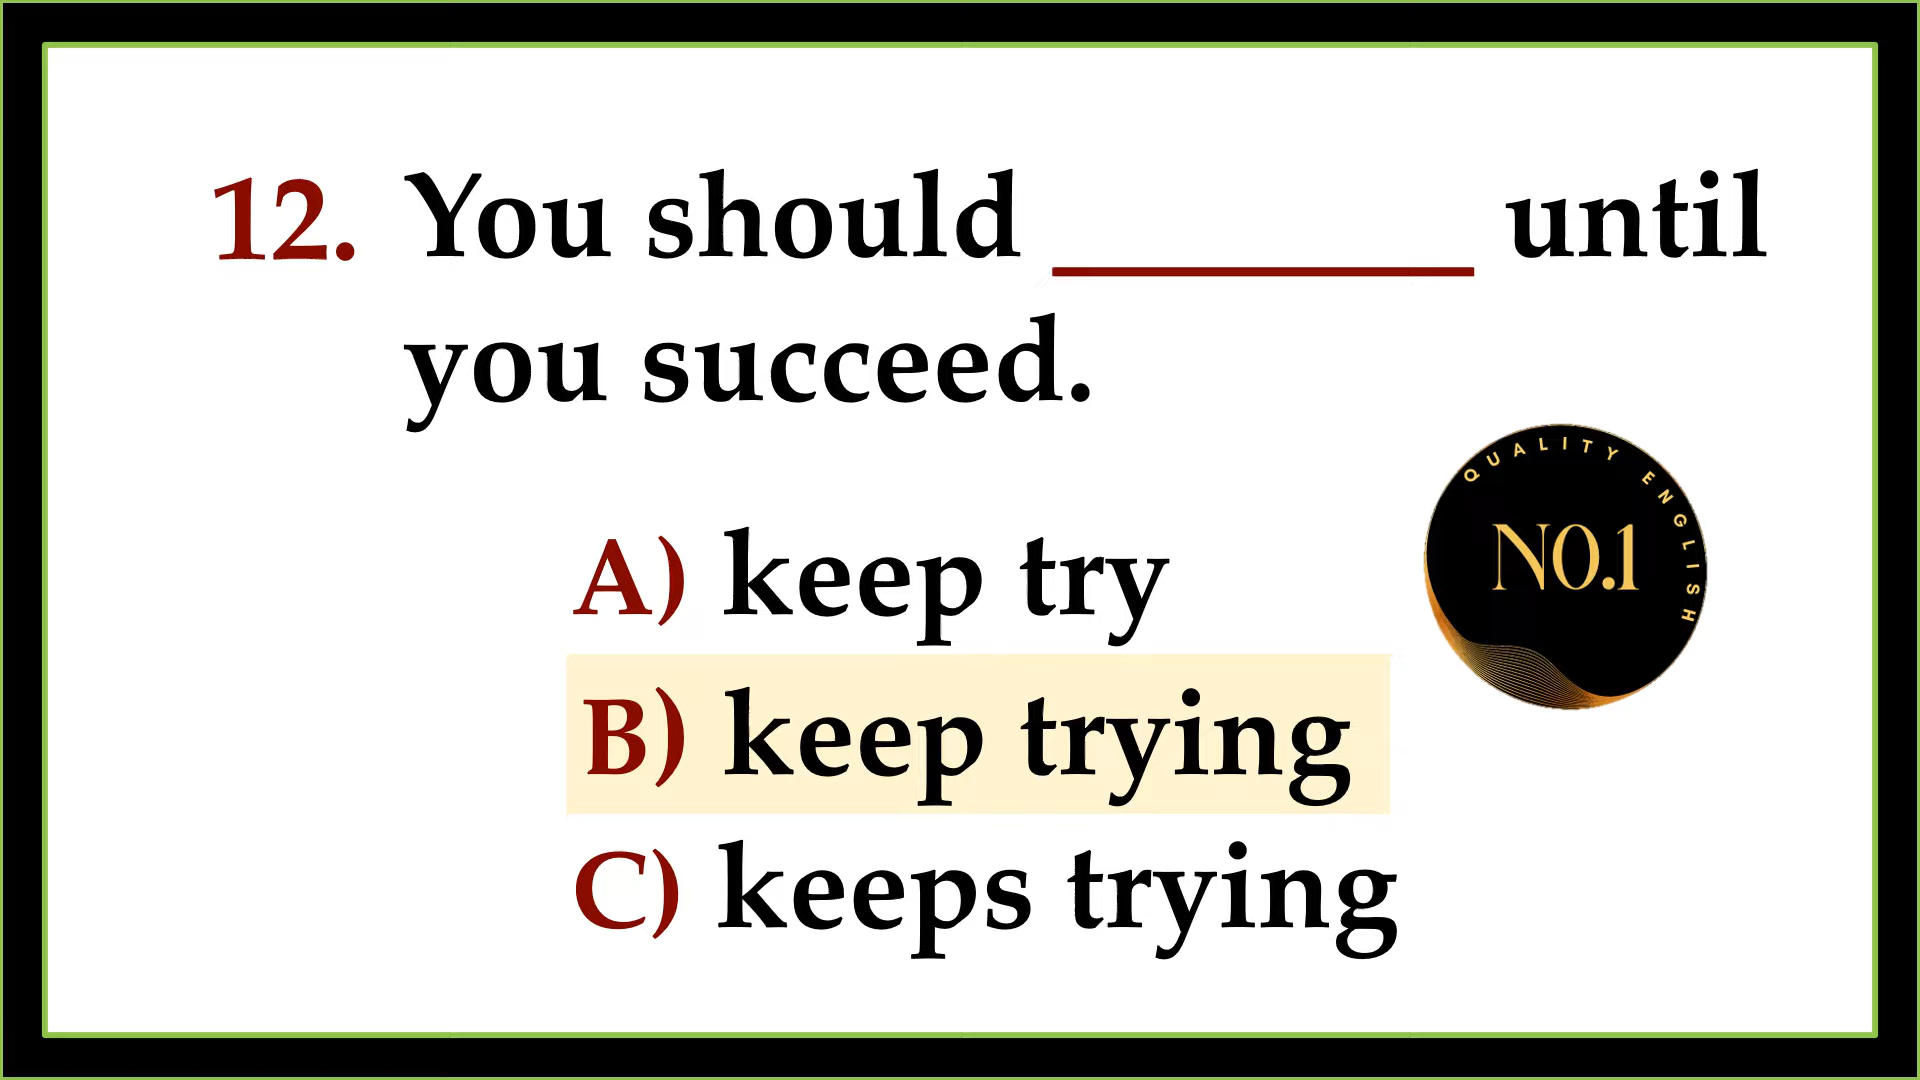 12. You should ________ until
you succeed.
A) keep try
B) keep trying
C) keeps trying
QUALITY ENGLISH
NO.1